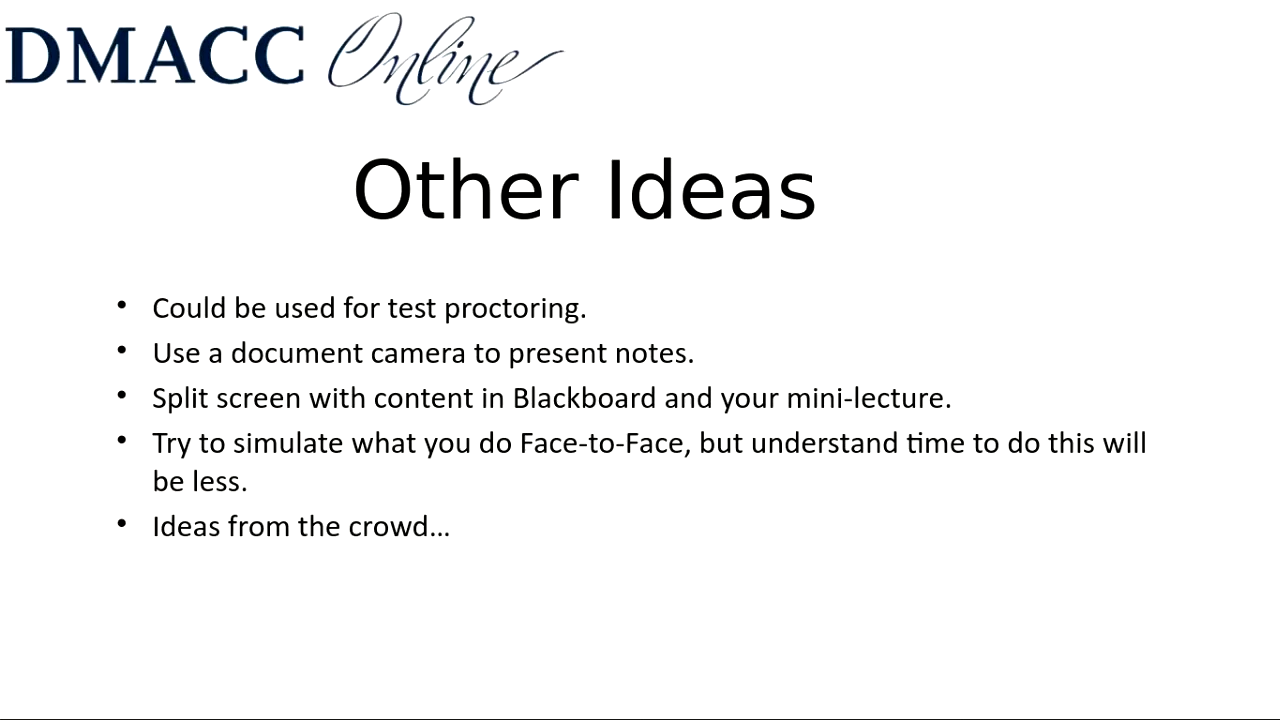 DMACC Online
Other Ideas
• Could be used for test proctoring.
• Use a document camera to present notes.
• Split screen with content in Blackboard and your mini-lecture.
• Try to simulate what you do Face-to-Face, but understand time to do this will
be less.
• Ideas from the crowd…